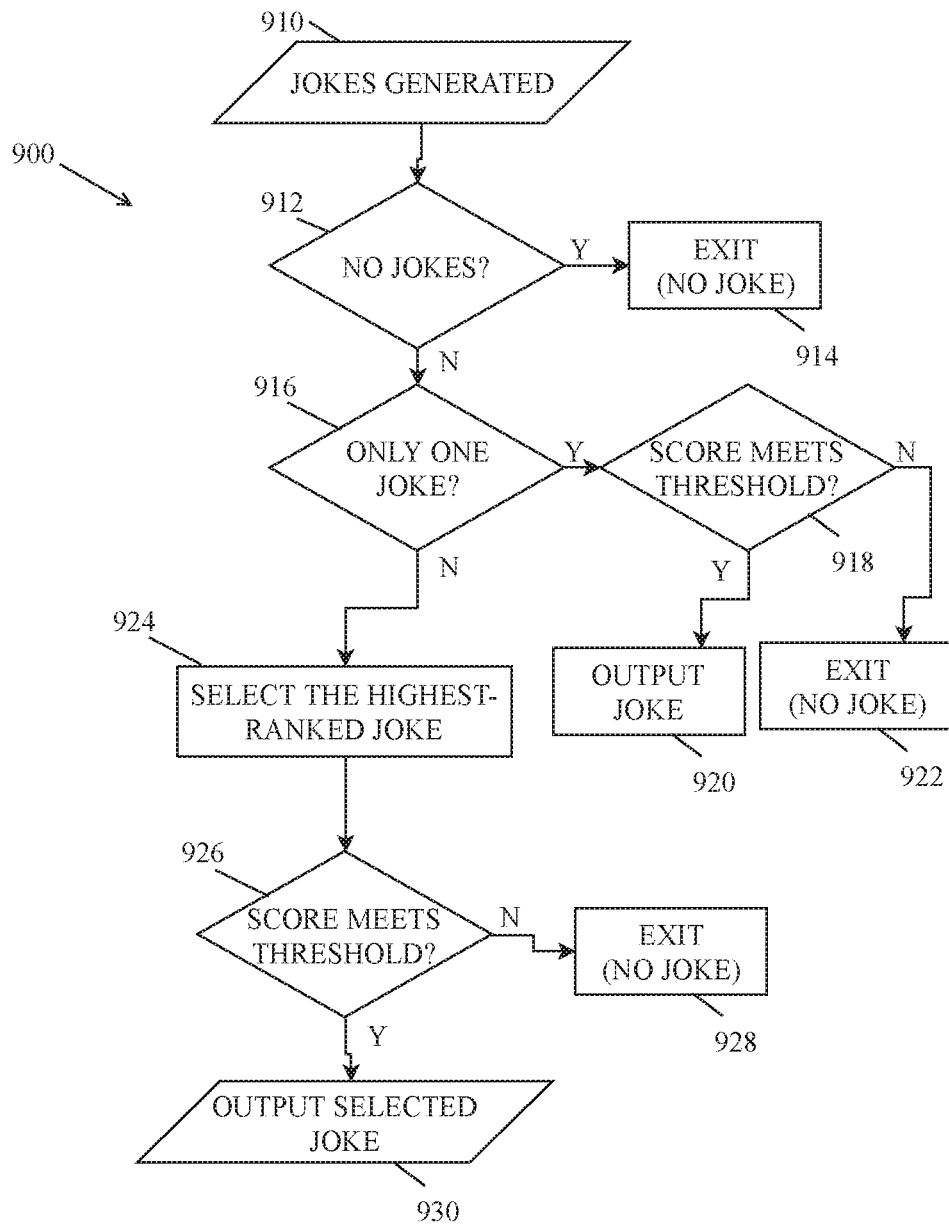 910
JOKES GENERATED
900
912
NO JOKES?
Y
EXIT
(NO JOKE)
914
N
916
ONLY ONE
JOKE?
Y
SCORE MEETS
THRESHOLD?
N
918
N
Y
924
SELECT THE HIGHEST-
RANKED JOKE
OUTPUT
JOKE
920
EXIT
(NO JOKE)
922
926
SCORE MEETS
THRESHOLD?
N
EXIT
(NO JOKE)
928
Y
OUTPUT SELECTED
JOKE
930